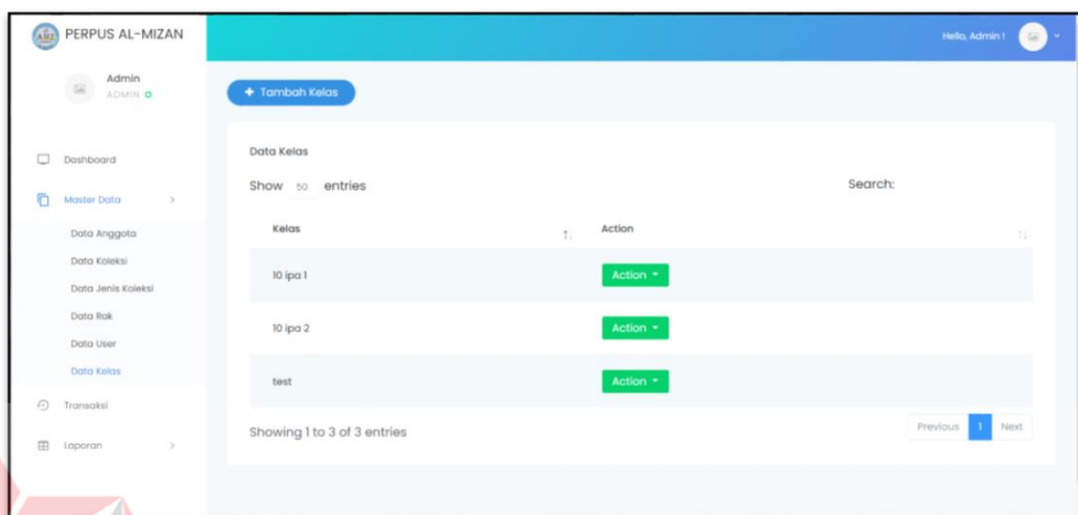 PERPUS AL-MIZAN
Hello, Admin !
Admin
ADMIN
+ Tambah Kelas
Dashboard
Master Data
Data Anggota
Data Koleksi
Data Jenis Koleksi
Data Rak
Data User
Data Kelas
Transaksi
Laporan
Data Kelas
Show 50 entries
Search:
Kelas Action
10 ipa 1 Action
10 ipa 2 Action
test Action
Showing 1 to 3 of 3 entries
Previous 1 Next